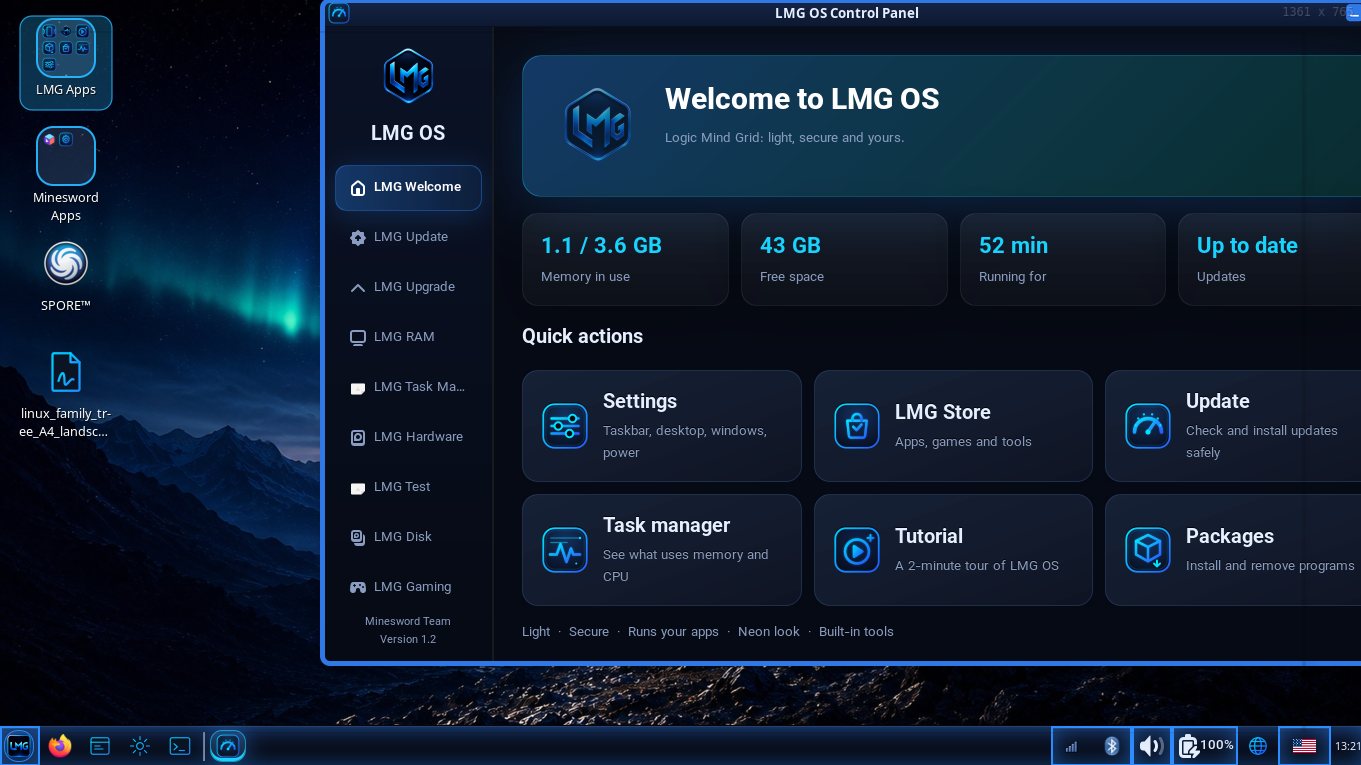 LMG OS Control Panel
1361 x 765
LMG Apps
Minesword
Apps
SPORE™
linux_family_tr-
ee_A4_landsc...
LMG
LMG OS
LMG Welcome
LMG Update
LMG Upgrade
LMG RAM
LMG Task Ma...
LMG Hardware
LMG Test
LMG Disk
LMG Gaming
Minesword Team
Version 1.2
LMG
Welcome to LMG OS
Logic Mind Grid: light, secure and yours.
1.1 / 3.6 GB
Memory in use
43 GB
Free space
52 min
Running for
Up to date
Updates
Quick actions
Settings
Taskbar, desktop, windows,
power
LMG Store
Apps, games and tools
Update
Check and install updates
safely
Task manager
See what uses memory and
CPU
Tutorial
A 2-minute tour of LMG OS
Packages
Install and remove programs
Light · Secure · Runs your apps · Neon look · Built-in tools
LMG
100%
13:21